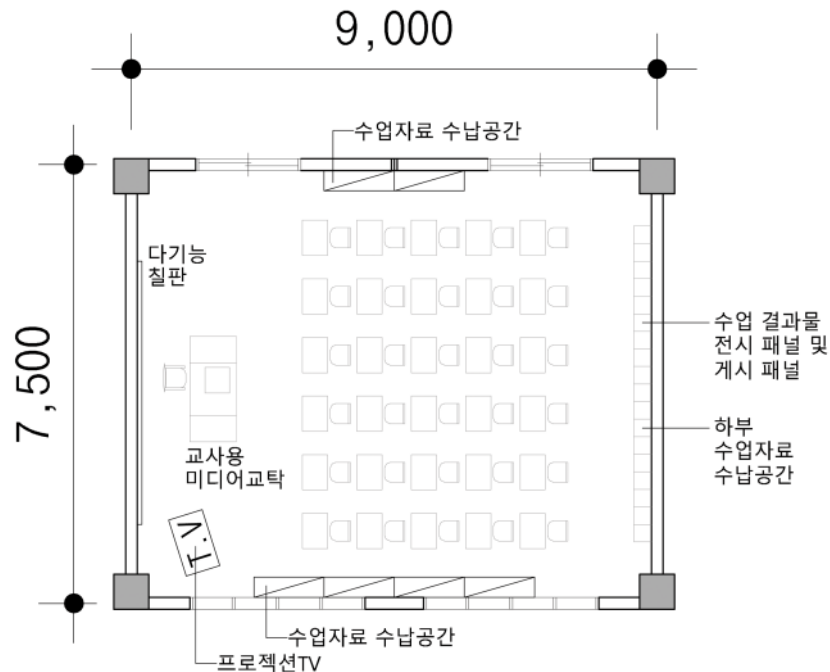 9,000
수업자료 수납공간
다기능
칠판
7,500
수업 결과물
전시 패널 및
게시 패널
하부
수업자료
수납공간
교사용
미디어교탁
T.V
수업자료 수납공간
프로젝션TV